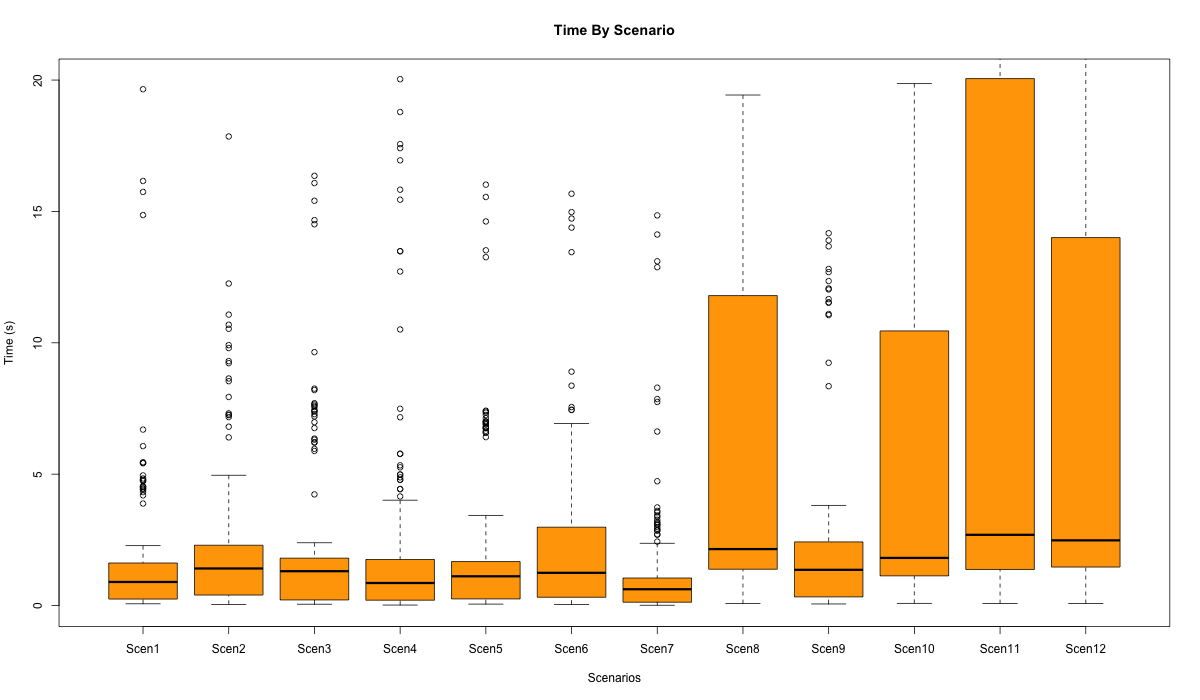 Time By Scenario
Time (s)
20
15
10
5
0
Scen1 Scen2 Scen3 Scen4 Scen5 Scen6 Scen7 Scen8 Scen9 Scen10 Scen11 Scen12
Scenarios